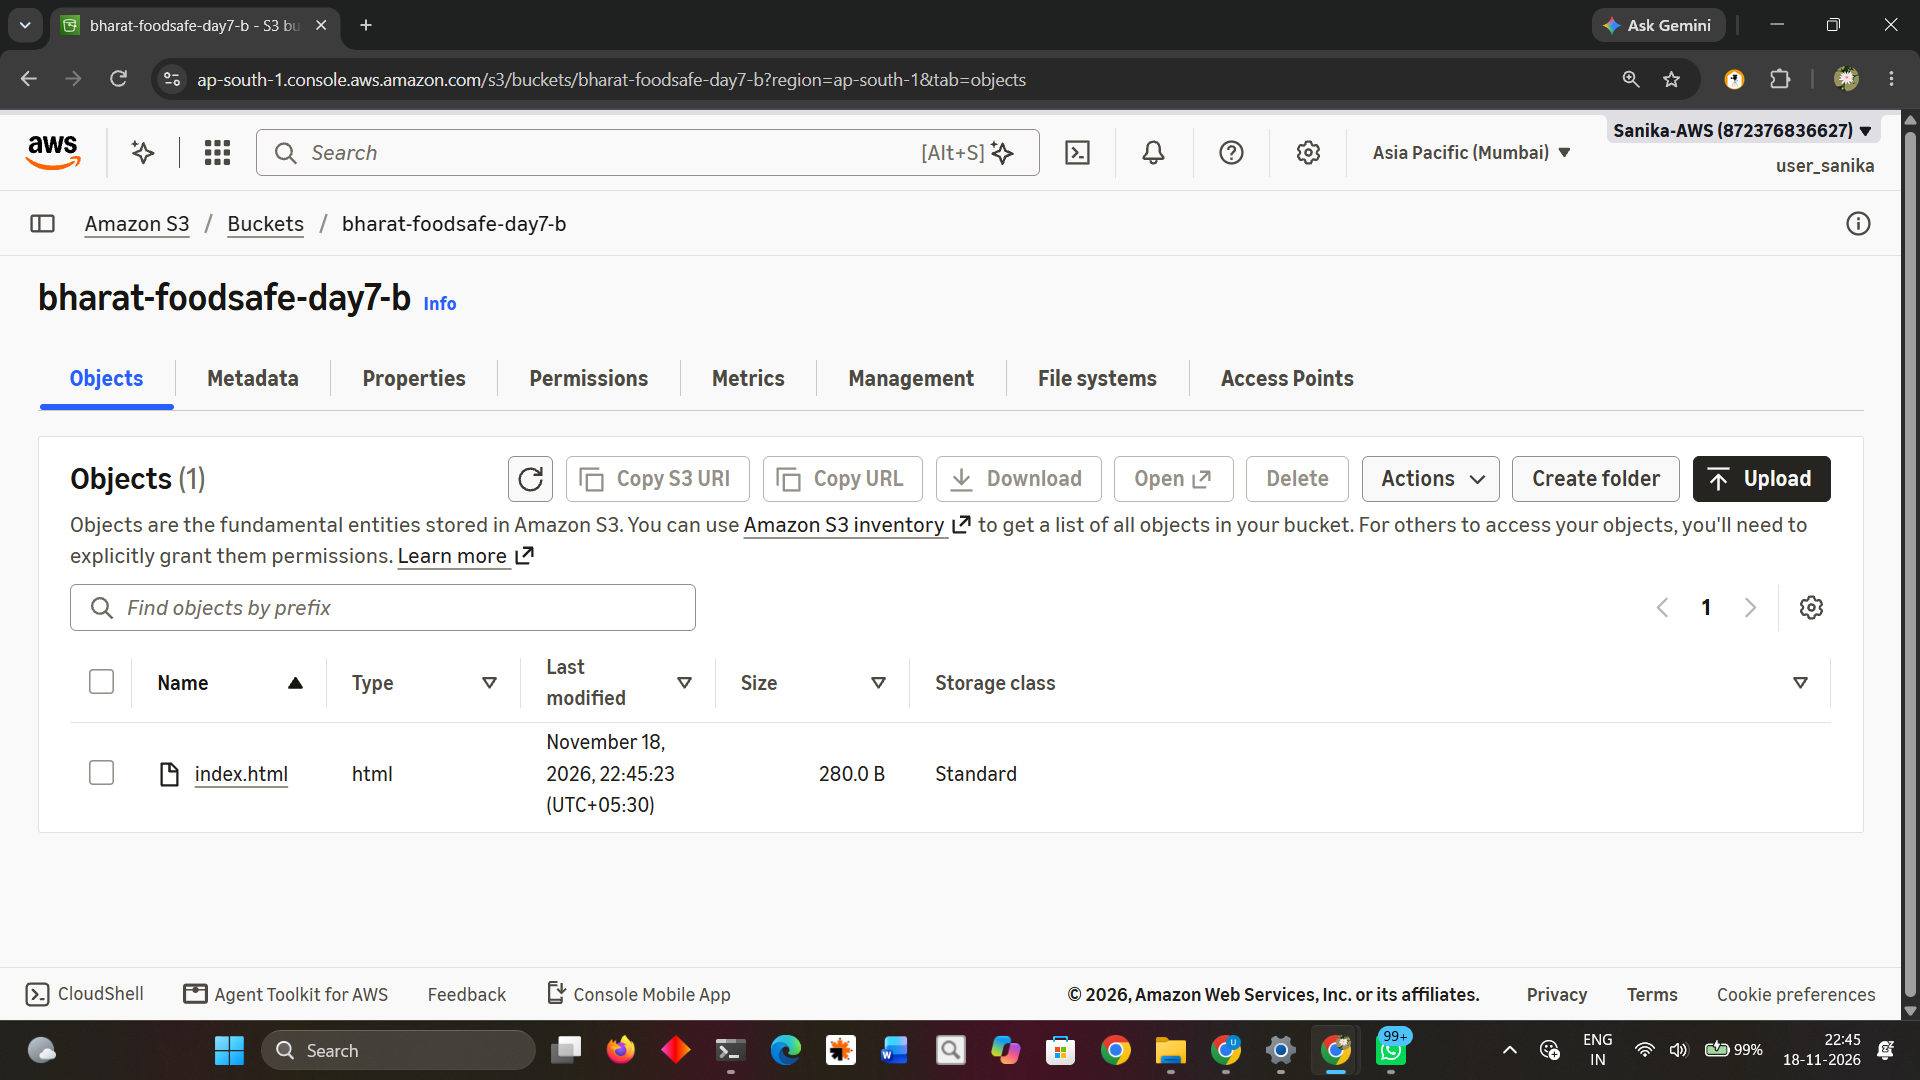 bharat-foodsafe-day7-b - S3 bu
Ask Gemini
ap-south-1.console.aws.amazon.com/s3/buckets/bharat-foodsafe-day7-b?region=ap-south-1&tab=objects
aws
Search
[Alt+S]
Asia Pacific (Mumbai)
Sanika-AWS (872376836627)
user_sanika
Amazon S3 / Buckets / bharat-foodsafe-day7-b
bharat-foodsafe-day7-b Info
Objects
Metadata
Properties
Permissions
Metrics
Management
File systems
Access Points
Objects (1)
Copy S3 URI
Copy URL
Download
Open
Delete
Actions
Create folder
Upload
Objects are the fundamental entities stored in Amazon S3. You can use Amazon S3 inventory to get a list of all objects in your bucket. For others to access your objects, you'll need to
explicitly grant them permissions. Learn more
Find objects by prefix
1
Name
Type
Last
modified
Size
Storage class
index.html
html
November 18,
2026, 22:45:23
(UTC+05:30)
280.0 B
Standard
CloudShell
Agent Toolkit for AWS
Feedback
Console Mobile App
© 2026, Amazon Web Services, Inc. or its affiliates.
Privacy
Terms
Cookie preferences
Search
99+
ENG
IN
99%
22:45
18-11-2026